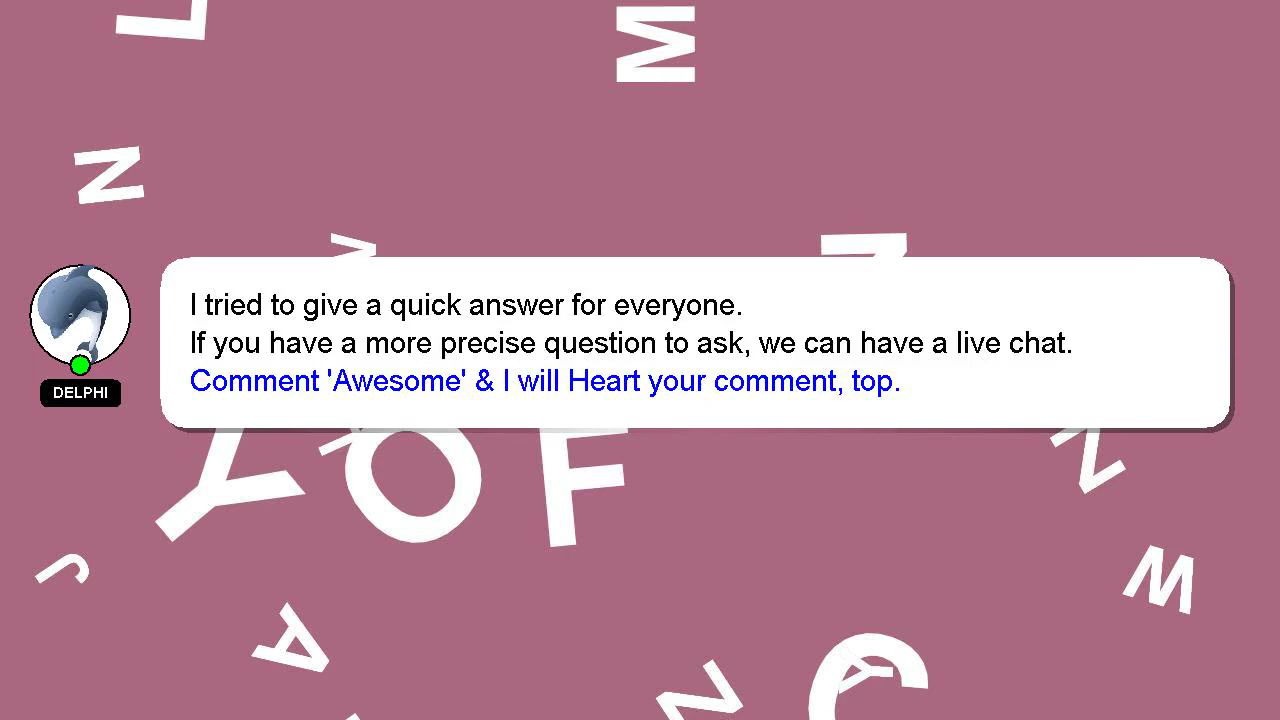 L
M
N
I tried to give a quick answer for everyone.
If you have a more precise question to ask, we can have a live chat.
Comment 'Awesome' & I will Heart your comment, top.
DELPHI
Y
O
F
Z
W
J
A
N
C
A